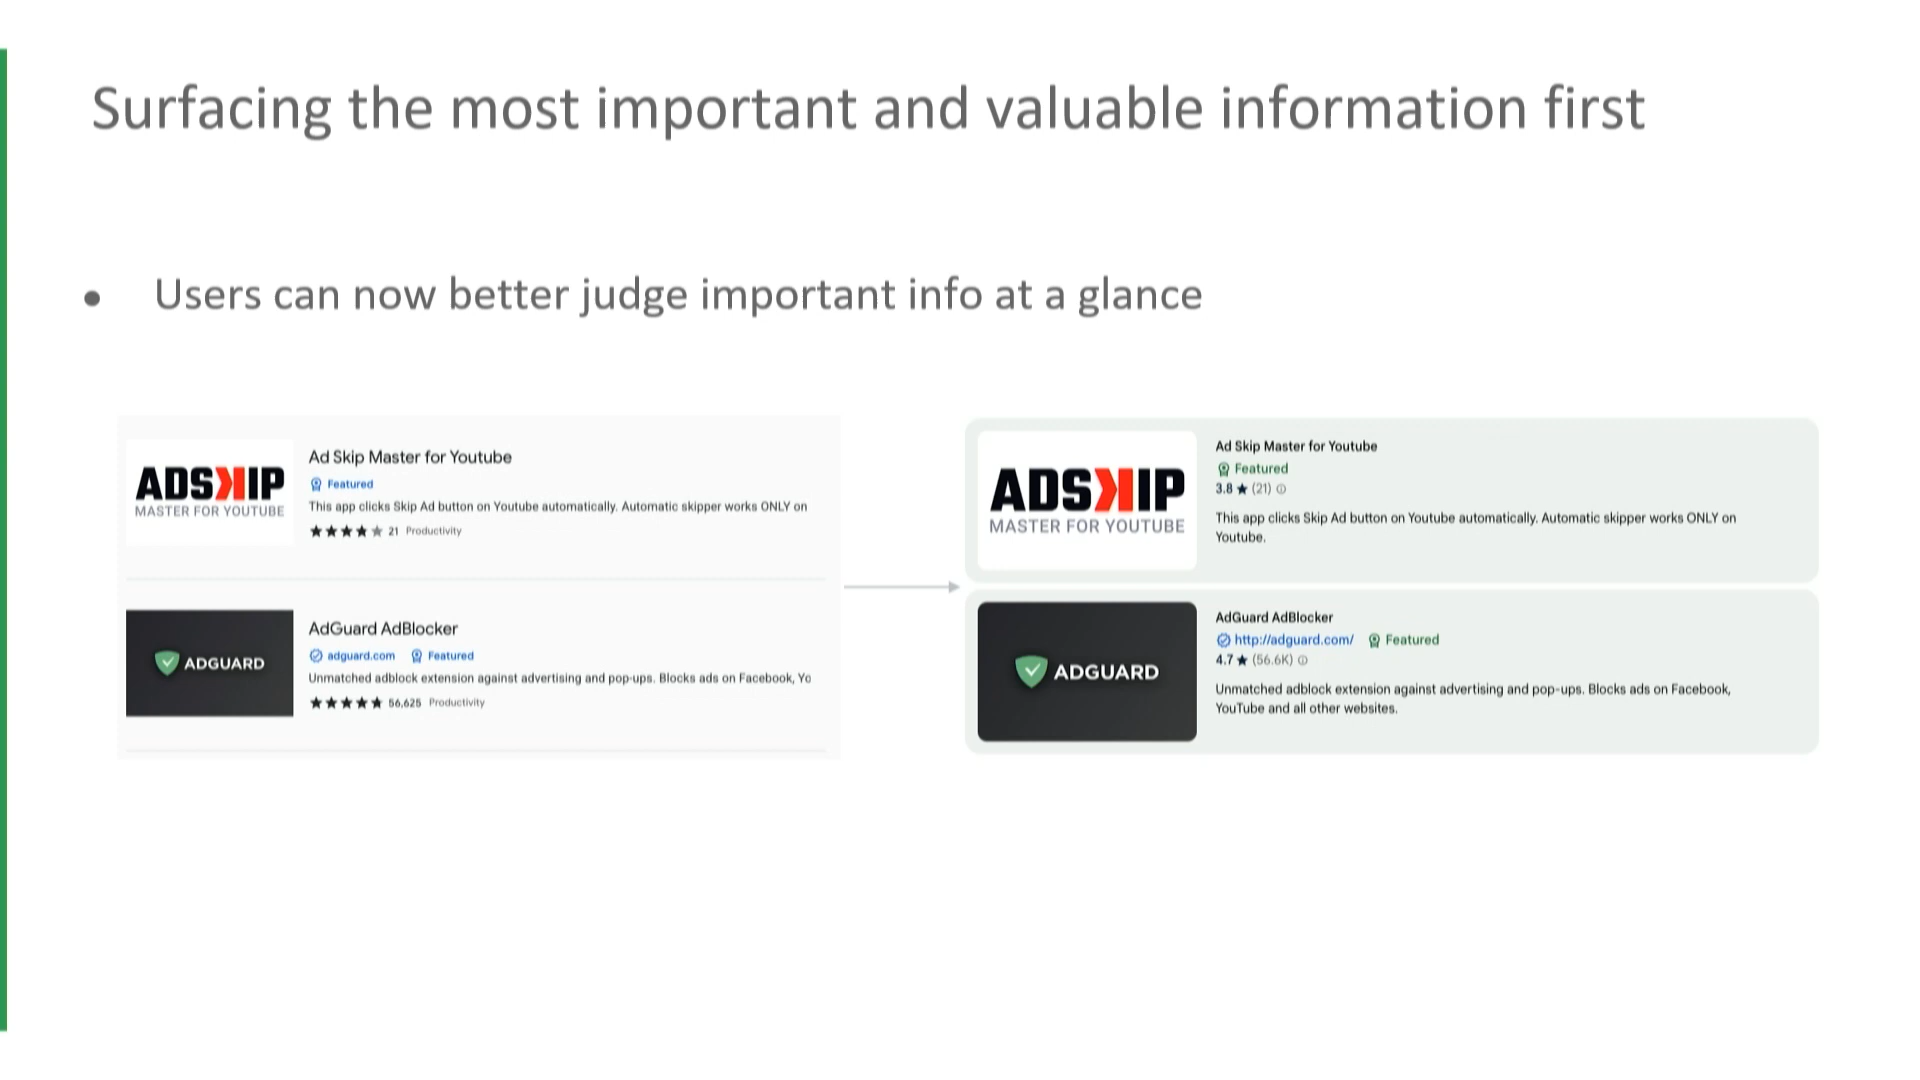 Surfacing the most important and valuable information first
• Users can now better judge important info at a glance
ADSKIP
MASTER FOR YOUTUBE
Ad Skip Master for Youtube
Featured
This app clicks Skip Ad button on Youtube automatically. Automatic skipper works ONLY on
21 Productivity
ADGUARD
AdGuard AdBlocker
adguard.com Featured
Unmatched adblock extension against advertising and pop-ups. Blocks ads on Facebook, Yo
56,625 Productivity
ADSKIP
MASTER FOR YOUTUBE
Ad Skip Master for Youtube
Featured
3.8 ★ (21)
This app clicks Skip Ad button on Youtube automatically. Automatic skipper works ONLY on
Youtube.
ADGUARD
AdGuard AdBlocker
http://adguard.com/ Featured
4.7 ★ (56.6K)
Unmatched adblock extension against advertising and pop-ups. Blocks ads on Facebook,
YouTube and all other websites.